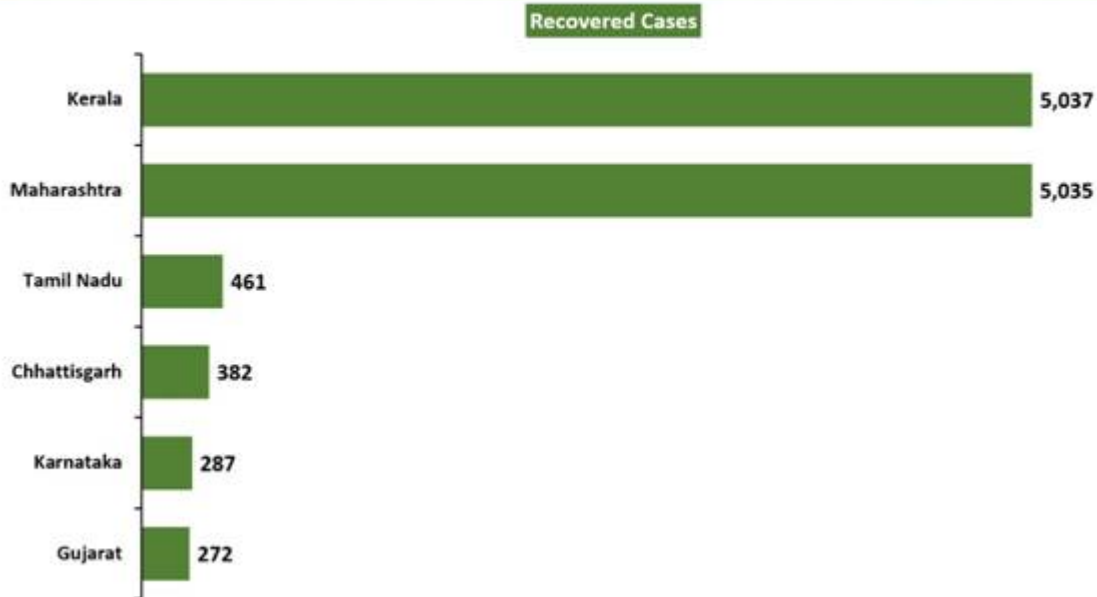 Recovered Cases
Kerala 5,037
Maharashtra 5,035
Tamil Nadu 461
Chhattisgarh 382
Karnataka 287
Gujarat 272